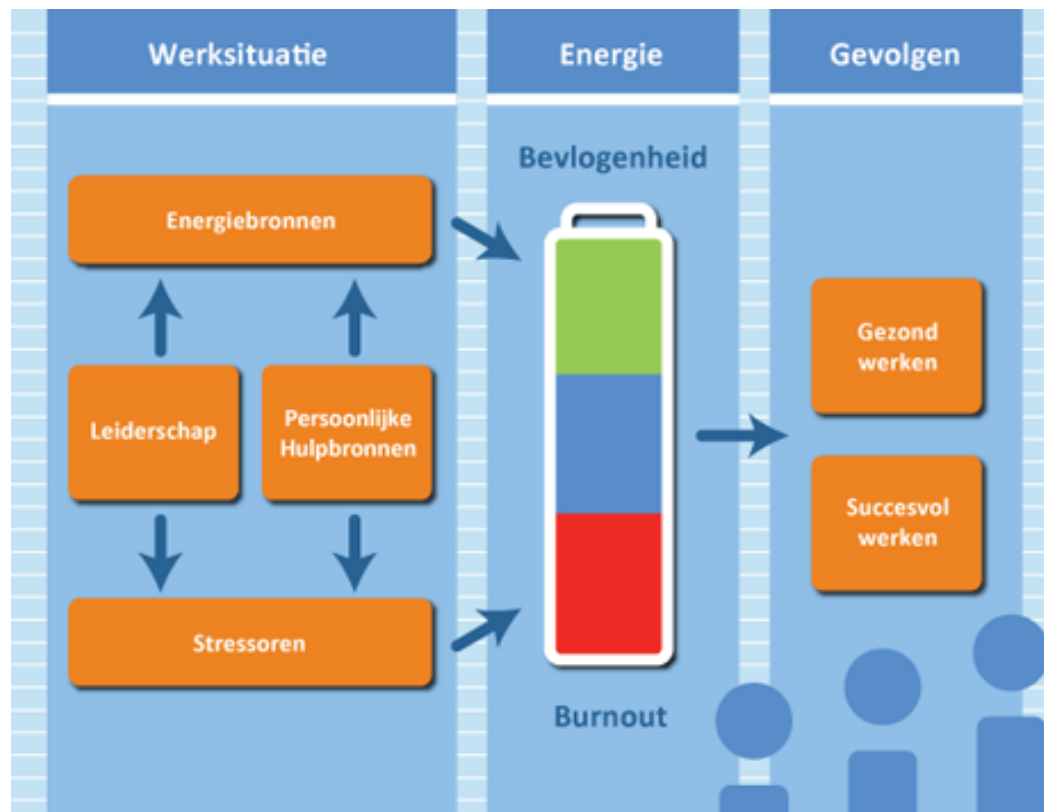 Werksituatie
Energie
Gevolgen
Bevlogenheid
Energiebronnen
Leiderschap
Persoonlijke
Hulpbronnen
Stressoren
Burnout
Gezond
werken
Succesvol
werken